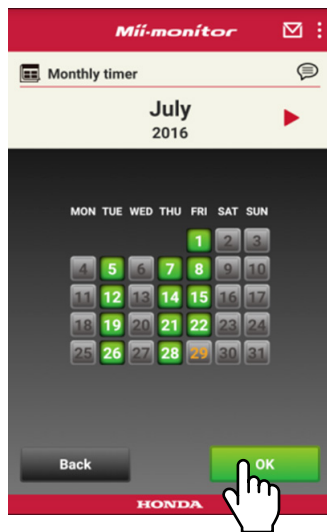 Mii-monitor
Monthly timer
July
2016
MON TUE WED THU FRI SAT SUN
1 2 3
4 5 6 7 8 9 10
11 12 13 14 15 16 17
18 19 20 21 22 23 24
25 26 27 28 29 30 31
Back OK
HONDA